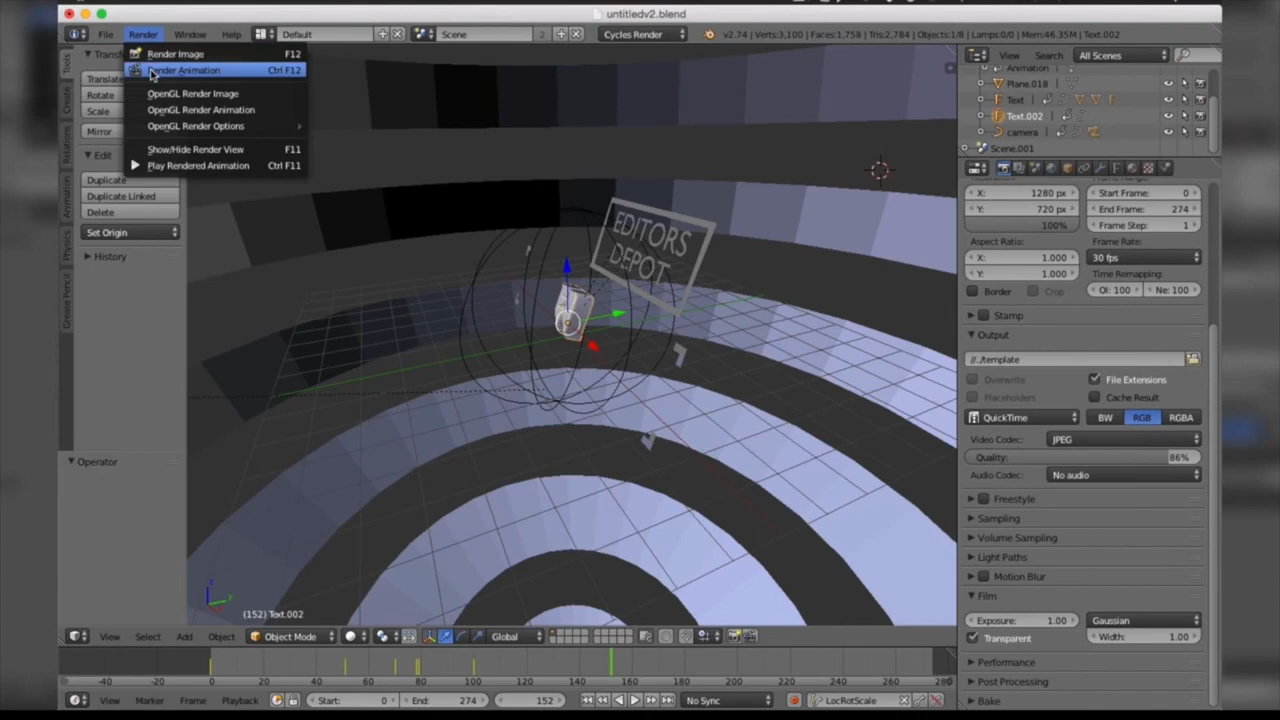 untitledv2.blend
File Render Window Help Default Scene 2 Cycles Render v2.74 | Verts:3,100 | Faces:1,758 | Tris:2,784 | Objects:1/8 | Lamps:0/0 | Mem:46.35M | Text.002
Render Image F12
Render Animation Ctrl F12
OpenGL Render Image
OpenGL Render Animation
OpenGL Render Options
Show/Hide Render View F11
Play Rendered Animation Ctrl F11
Tools
Create
Relations
Animation
Physics
Grease Pencil
Translate
Rotate
Scale
Mirror
Edit
Duplicate
Duplicate Linked
Delete
Set Origin
History
Operator
EDITORS
DEPOT
(152) Text.002
View Select Add Object Object Mode Global
-40 -20 0 20 40 60 80 100 120 140 160 180 200 220 240 260 280
View Marker Frame Playback Start: 0 End: 274 152 No Sync LocRotScale
View Search All Scenes
Animation
Plane.018
Text
Text.002
camera
Scene.001
X: 1280 px Start Frame: 0
Y: 720 px End Frame: 274
100% Frame Step: 1
Aspect Ratio: Frame Rate:
X: 1.000 30 fps
Y: 1.000 Time Remapping:
Border Crop Ol: 100 Ne: 100
Stamp
Output
//../template
Overwrite File Extensions
Placeholders Cache Result
QuickTime BW RGB RGBA
Video Codec: JPEG
Quality: 86%
Audio Codec: No audio
Freestyle
Sampling
Volume Sampling
Light Paths
Motion Blur
Film
Exposure: 1.00 Gaussian
Transparent Width: 1.00
Performance
Post Processing
Bake